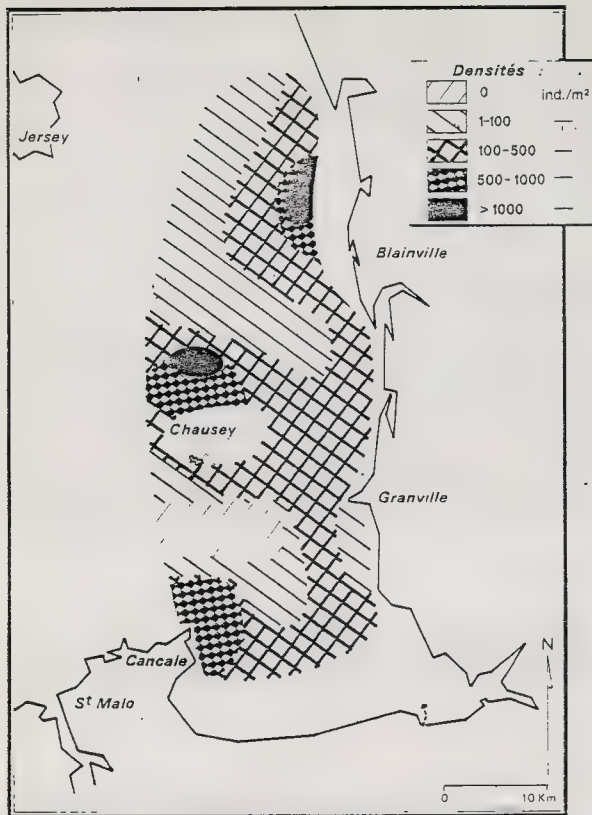 Densités :
0 ind./m²
1-100 —
100-500 —
500-1000 —
> 1000 —
Jersey
Blainville
Chausey
Granville
N
Cancale
St Malo
0 10 Km